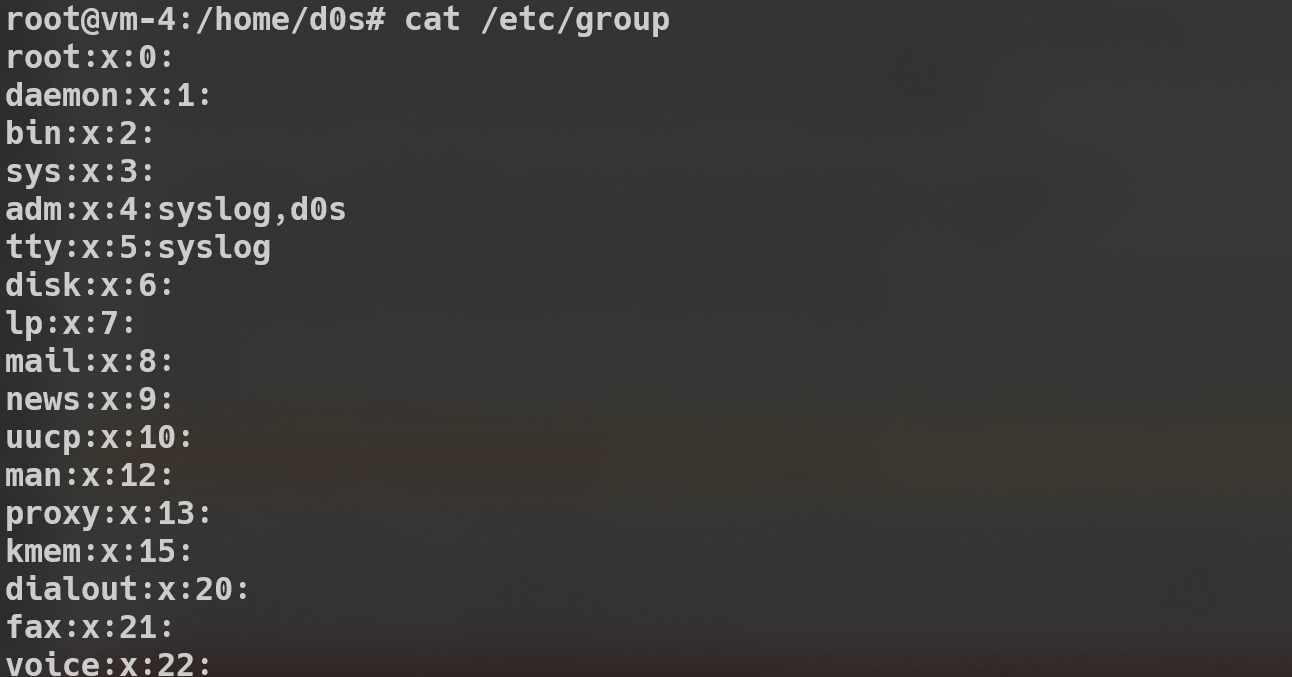 root@vm-4:/home/d0s# cat /etc/group
root:x:0:
daemon:x:1:
bin:x:2:
sys:x:3:
adm:x:4:syslog,d0s
tty:x:5:syslog
disk:x:6:
lp:x:7:
mail:x:8:
news:x:9:
uucp:x:10:
man:x:12:
proxy:x:13:
kmem:x:15:
dialout:x:20:
fax:x:21:
voice:x:22: